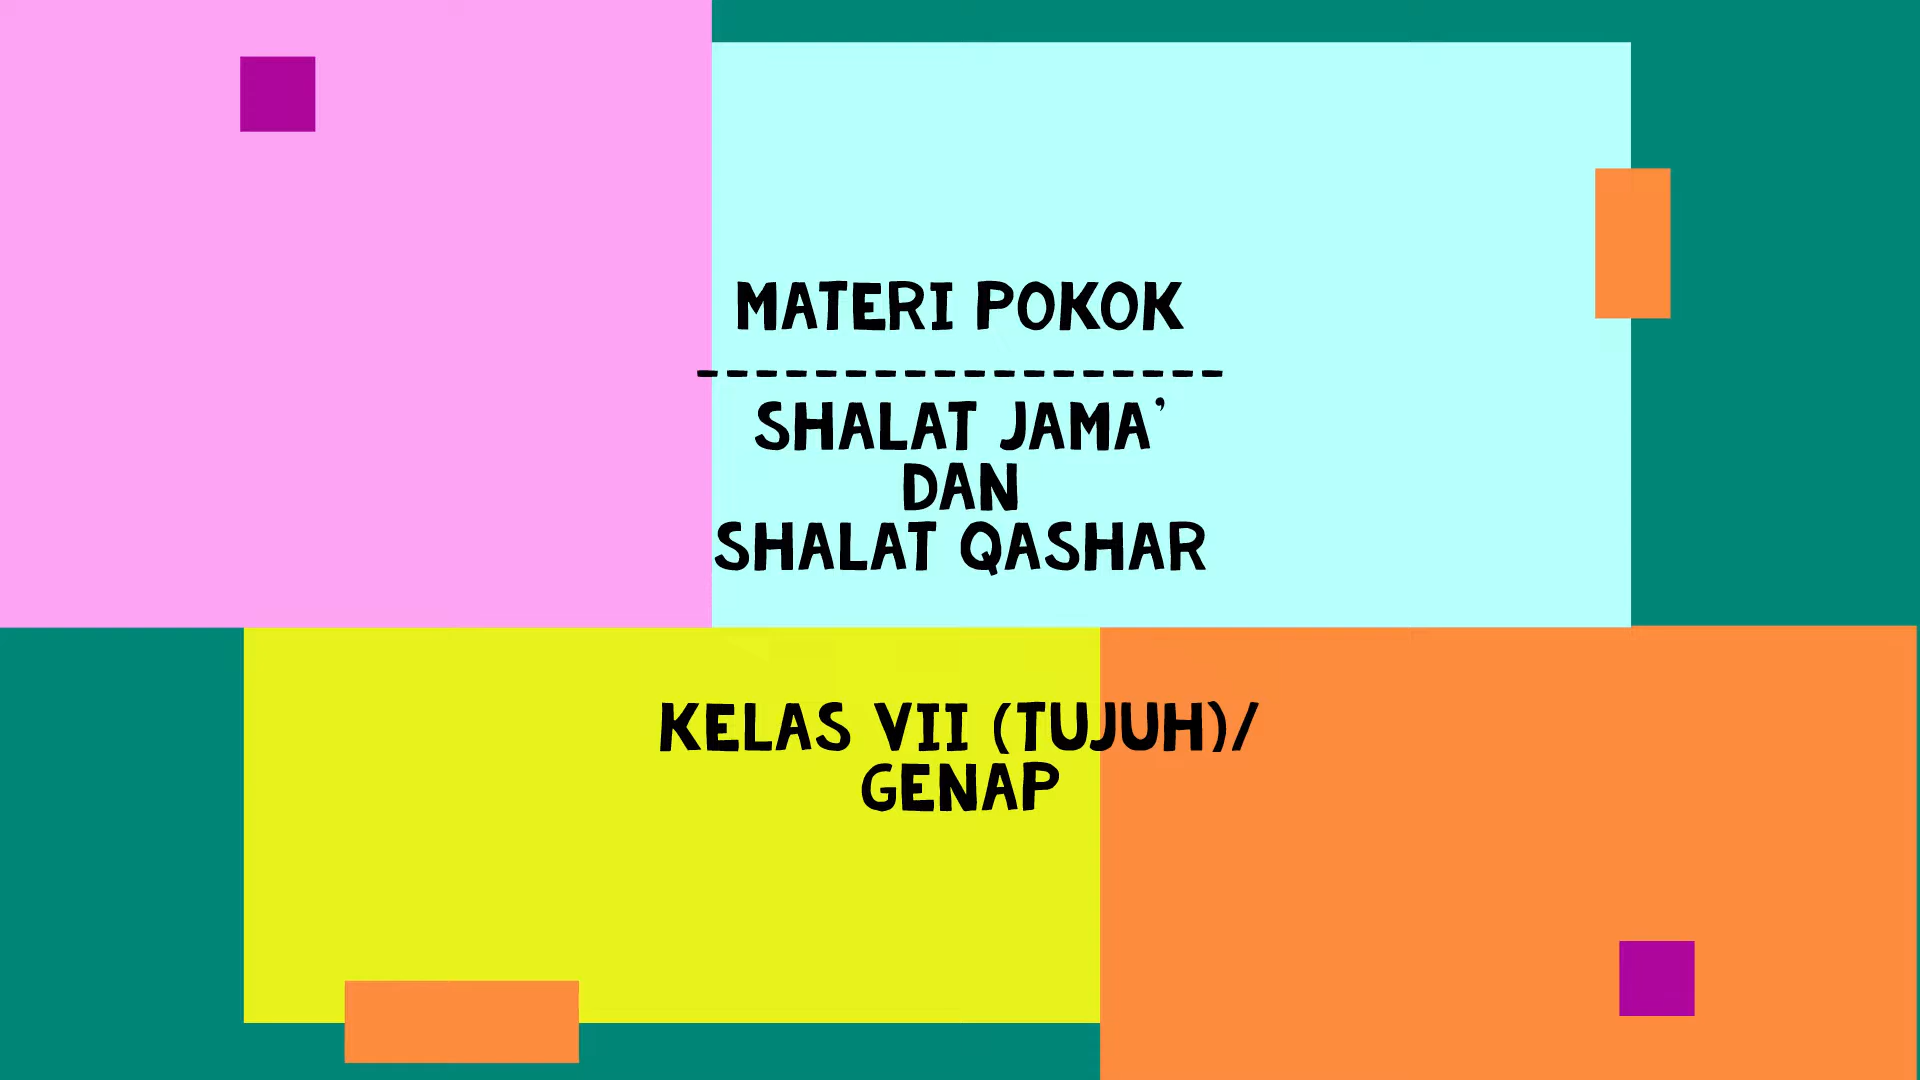 MATERI POKOK
------------------
SHALAT JAMA'
DAN
SHALAT QASHAR
KELAS VII (TUJUH)/
GENAP